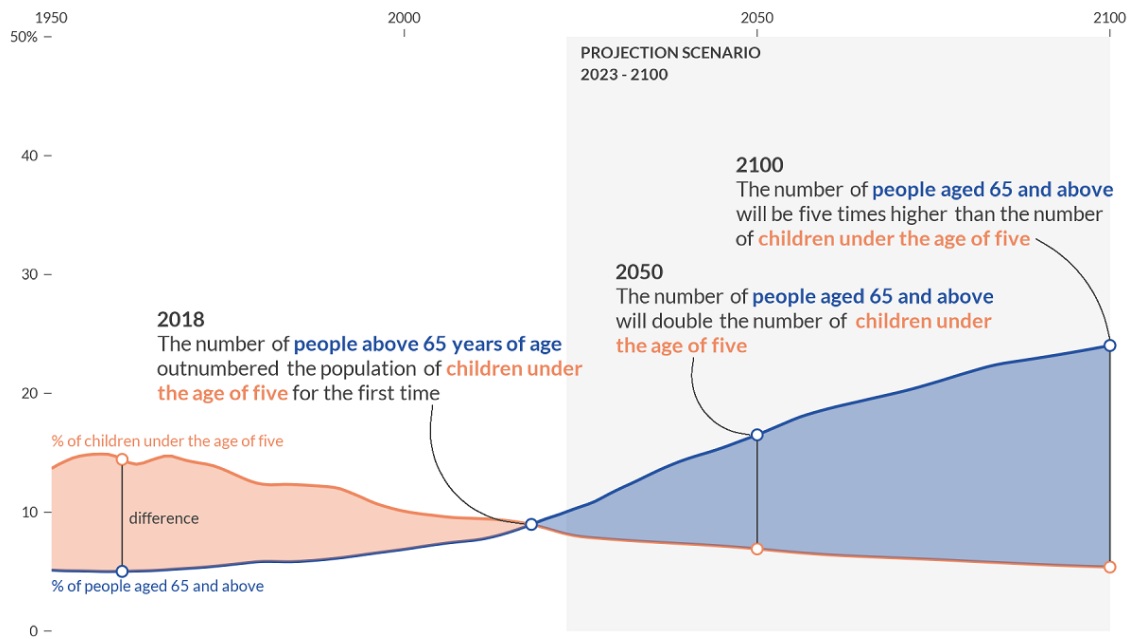 1950
2000
2050
2100
50%
PROJECTION SCENARIO
2023 - 2100
40
2100
The number of people aged 65 and above
will be five times higher than the number
of children under the age of five
30
2050
The number of people aged 65 and above
will double the number of children under
the age of five
2018
The number of people above 65 years of age
outnumbered the population of children under
the age of five for the first time
20
% of children under the age of five
10
difference
% of people aged 65 and above
0